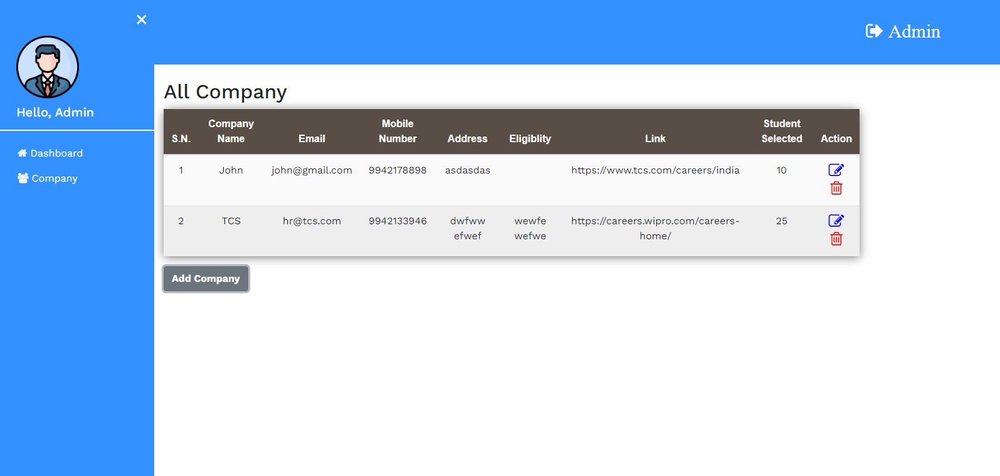 Admin
Hello, Admin
Dashboard
Company
All Company
S.N. Company Name Email Mobile Number Address Eligiblity Link Student Selected Action
1 John john@gmail.com 9942178898 asdasdas https://www.tcs.com/careers/india 10
2 TCS hr@tcs.com 9942133946 dwfww wewfe https://careers.wipro.com/careers- 25
efwef wefwe home/
Add Company